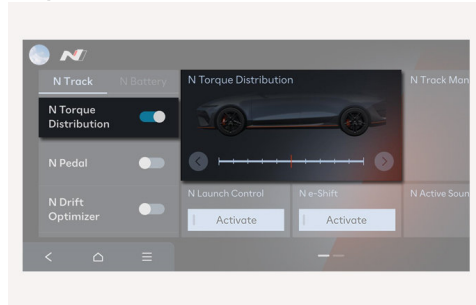 N Track
N Battery
N Torque
Distribution
N Pedal
N Drift
Optimizer
N Torque Distribution
N Launch Control
Activate
N e-Shift
Activate
N Track Man
N Active Soun